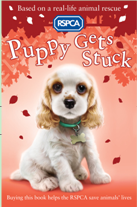 Based on a real-life animal rescue
RSPCA
Puppy Gets
Stuck
Buying this book helps the RSPCA save animals' lives